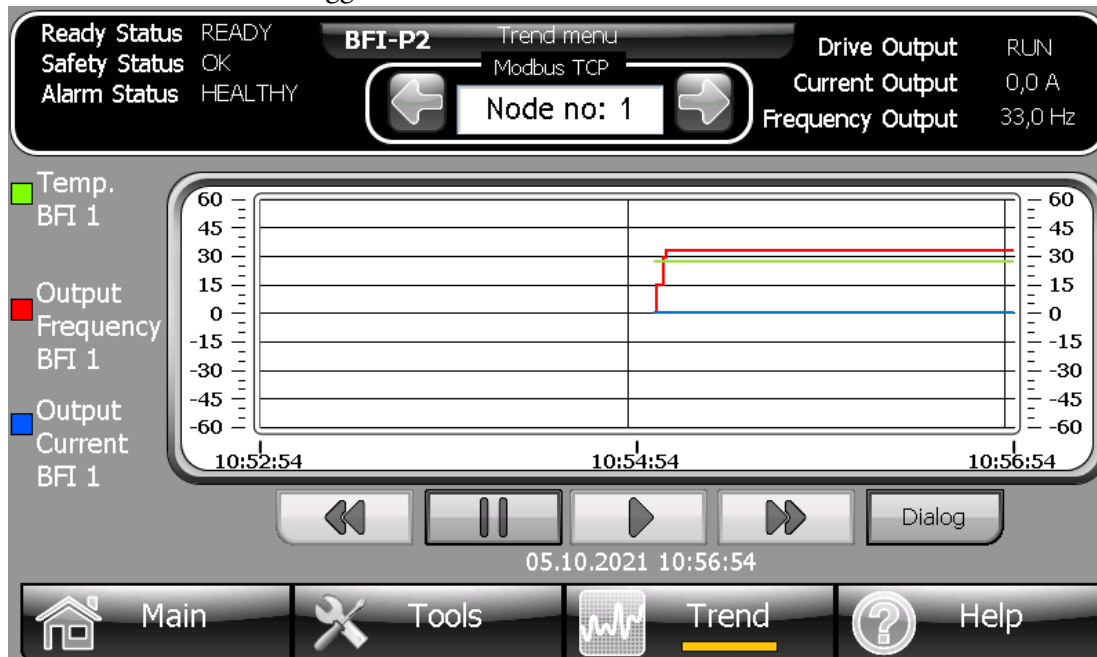 Ready Status READY
Safety Status OK
Alarm Status HEALTHY
BFI-P2 Trend menu
Modbus TCP
Node no: 1
Drive Output RUN
Current Output 0,0 A
Frequency Output 33,0 Hz
Temp.
BFI 1
Output
Frequency
BFI 1
Output
Current
BFI 1
60 60
45 45
30 30
15 15
0 0
-15 -15
-30 -30
-45 -45
-60 -60
10:52:54 10:54:54 10:56:54
Dialog
05.10.2021 10:56:54
Main Tools Trend Help